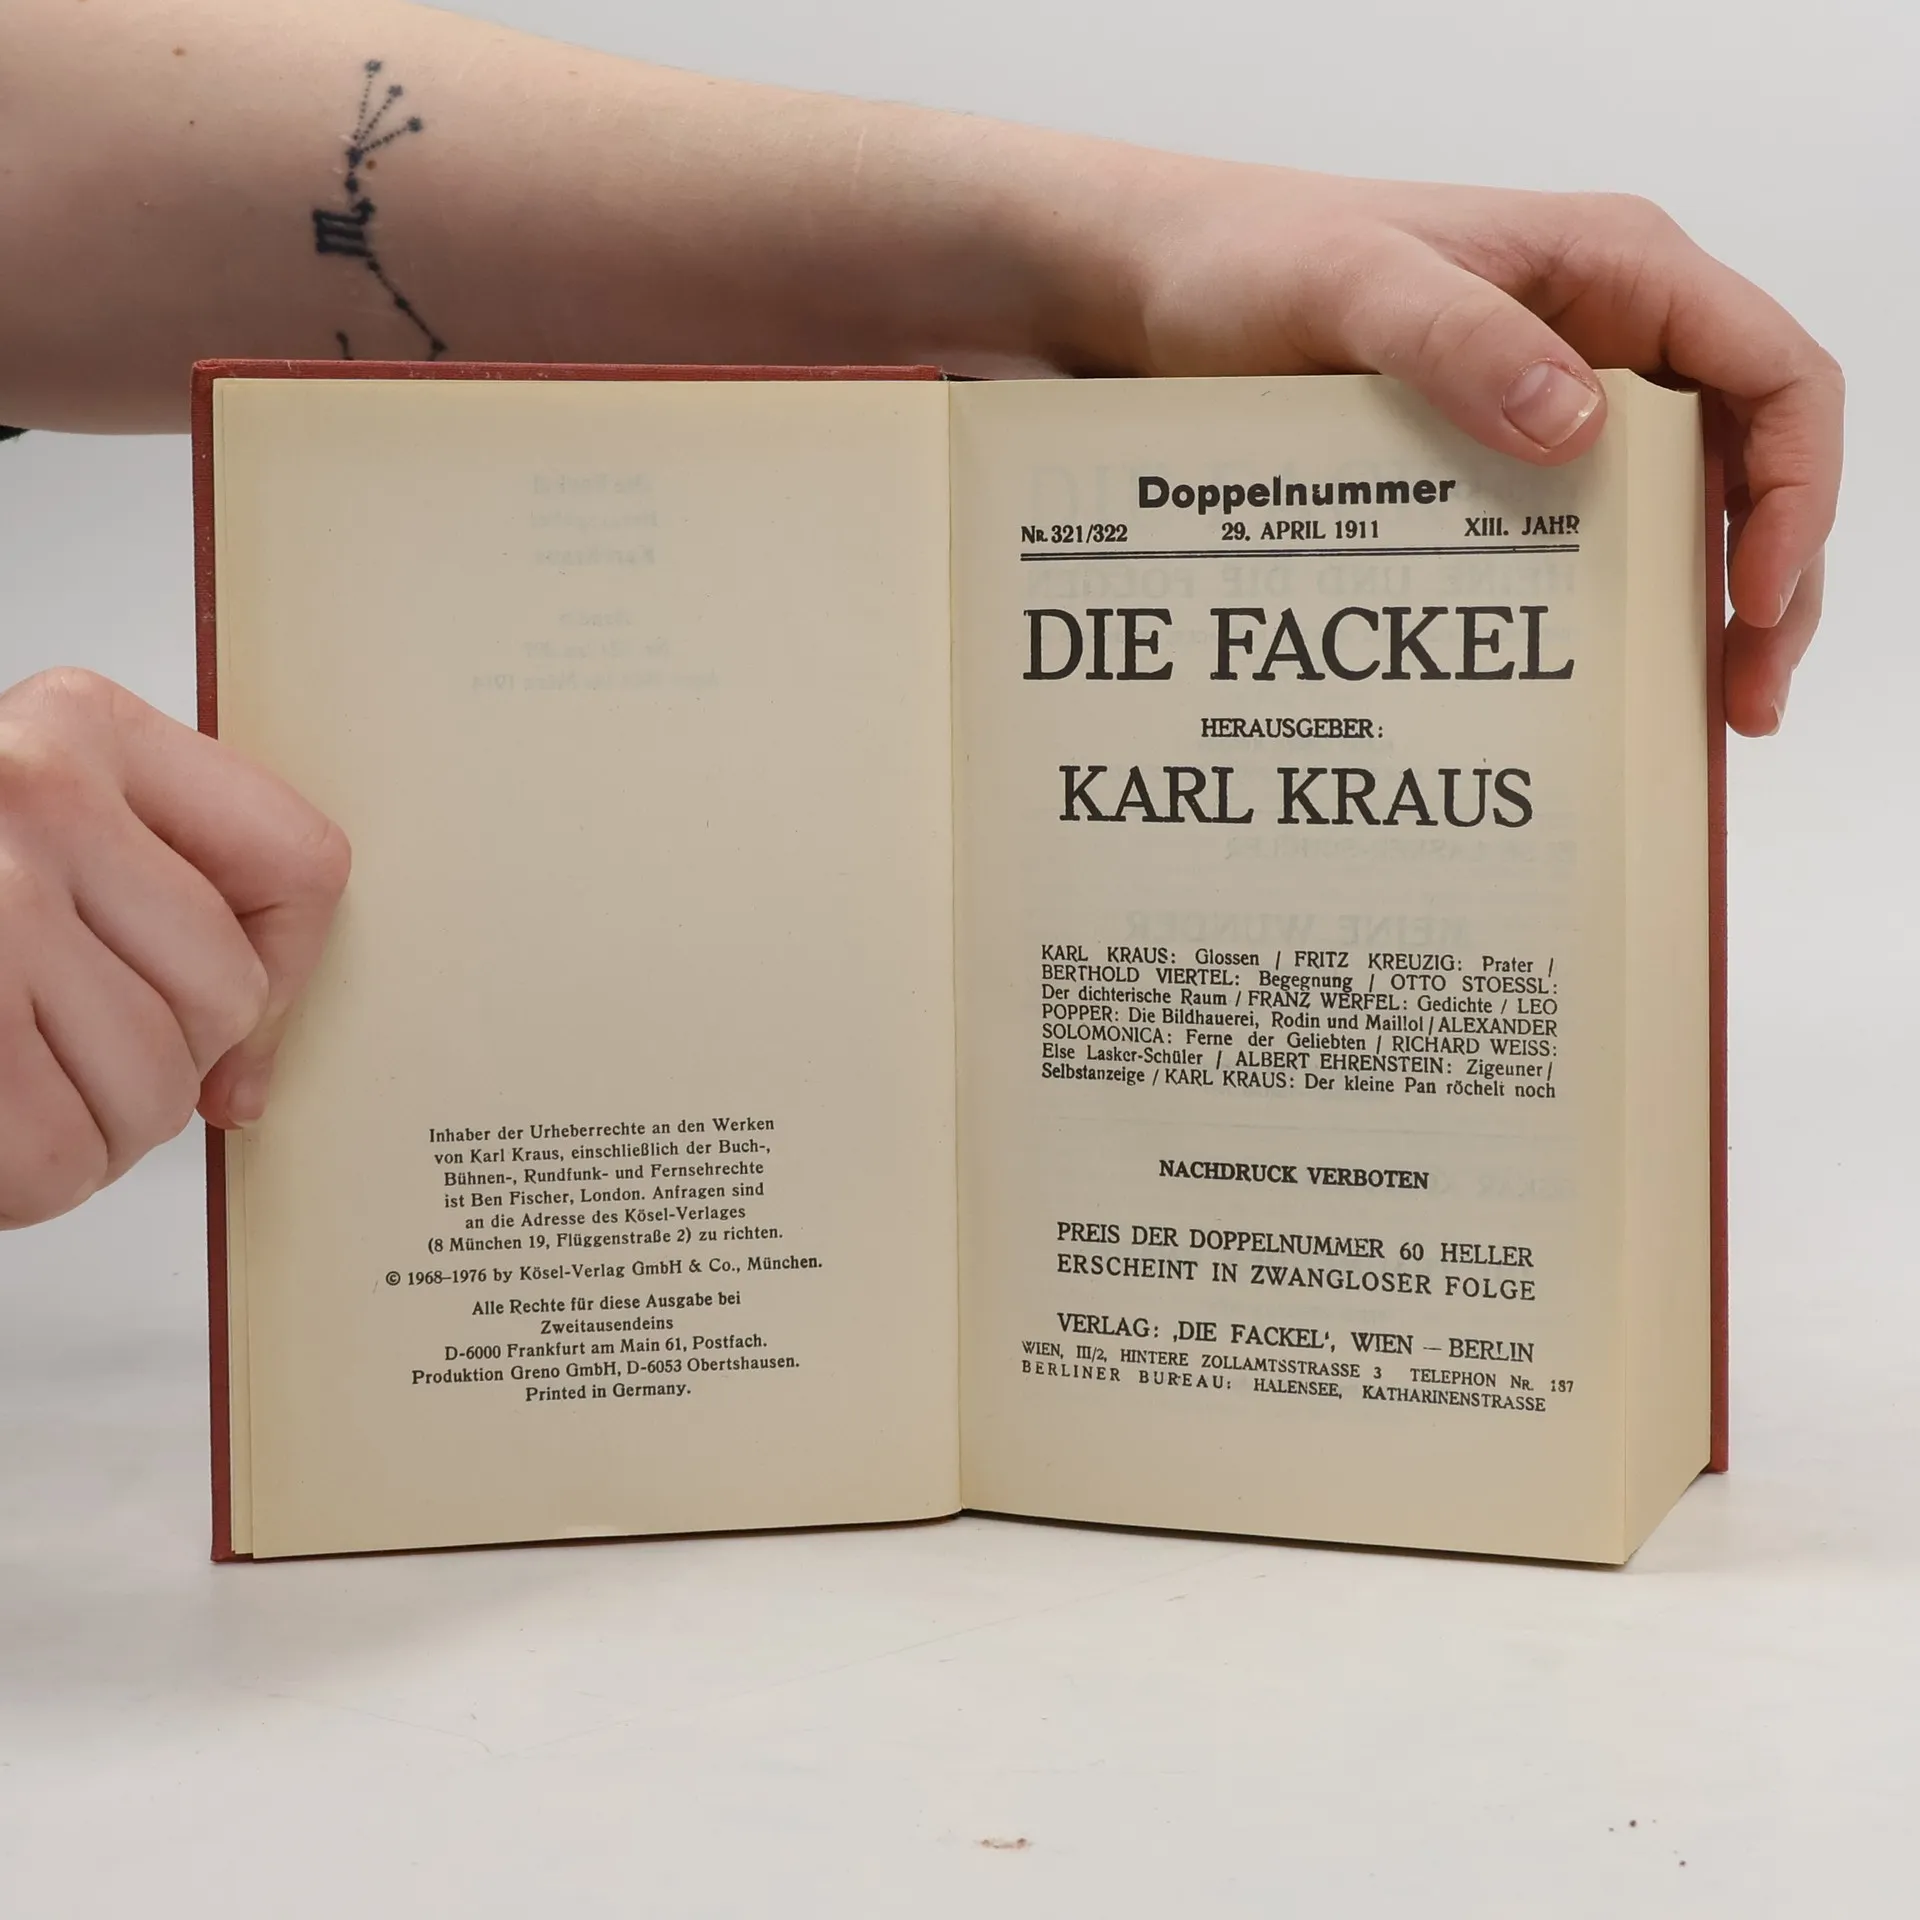 Inhaber der Urheberrechte an den Werken
von Karl Kraus, einschließlich der Buch-,
Bühnen-, Rundfunk- und Fernsehrechte
ist Ben Fischer, London. Anfragen sind
an die Adresse des Kösel-Verlages
(8 München 19, Flüggenstraße 2) zu richten.
© 1968–1976 by Kösel-Verlag GmbH & Co., München.
Alle Rechte für diese Ausgabe bei
Zweitausendeins
D-6000 Frankfurt am Main 61, Postfach.
Produktion Greno GmbH, D-6053 Obertshausen.
Printed in Germany.
Doppelnummer
NR. 321/322 29. APRIL 1911 XIII. JAHR
DIE FACKEL
HERAUSGEBER:
KARL KRAUS
KARL KRAUS: Glossen / FRITZ KREUZIG: Prater /
BERTHOLD VIERTEL: Begegnung / OTTO STOESSL:
Der dichterische Raum / FRANZ WERFEL: Gedichte / LEO
POPPER: Die Bildhauerei, Rodin und Maillol / ALEXANDER
SOLOMONICA: Ferne der Geliebten / RICHARD WEISS:
Else Lasker-Schüler / ALBERT EHRENSTEIN: Zigeuner /
Selbstanzeige / KARL KRAUS: Der kleine Pan röchelt noch
NACHDRUCK VERBOTEN
PREIS DER DOPPELNUMMER 60 HELLER
ERSCHEINT IN ZWANGLOSER FOLGE
VERLAG: ‚DIE FACKEL‘, WIEN — BERLIN
WIEN, III/2, HINTERE ZOLLAMTSSTRASSE 3 TELEPHON NR. 187
BERLINER BUREAU: HALENSEE, KATHARINENSTRASSE